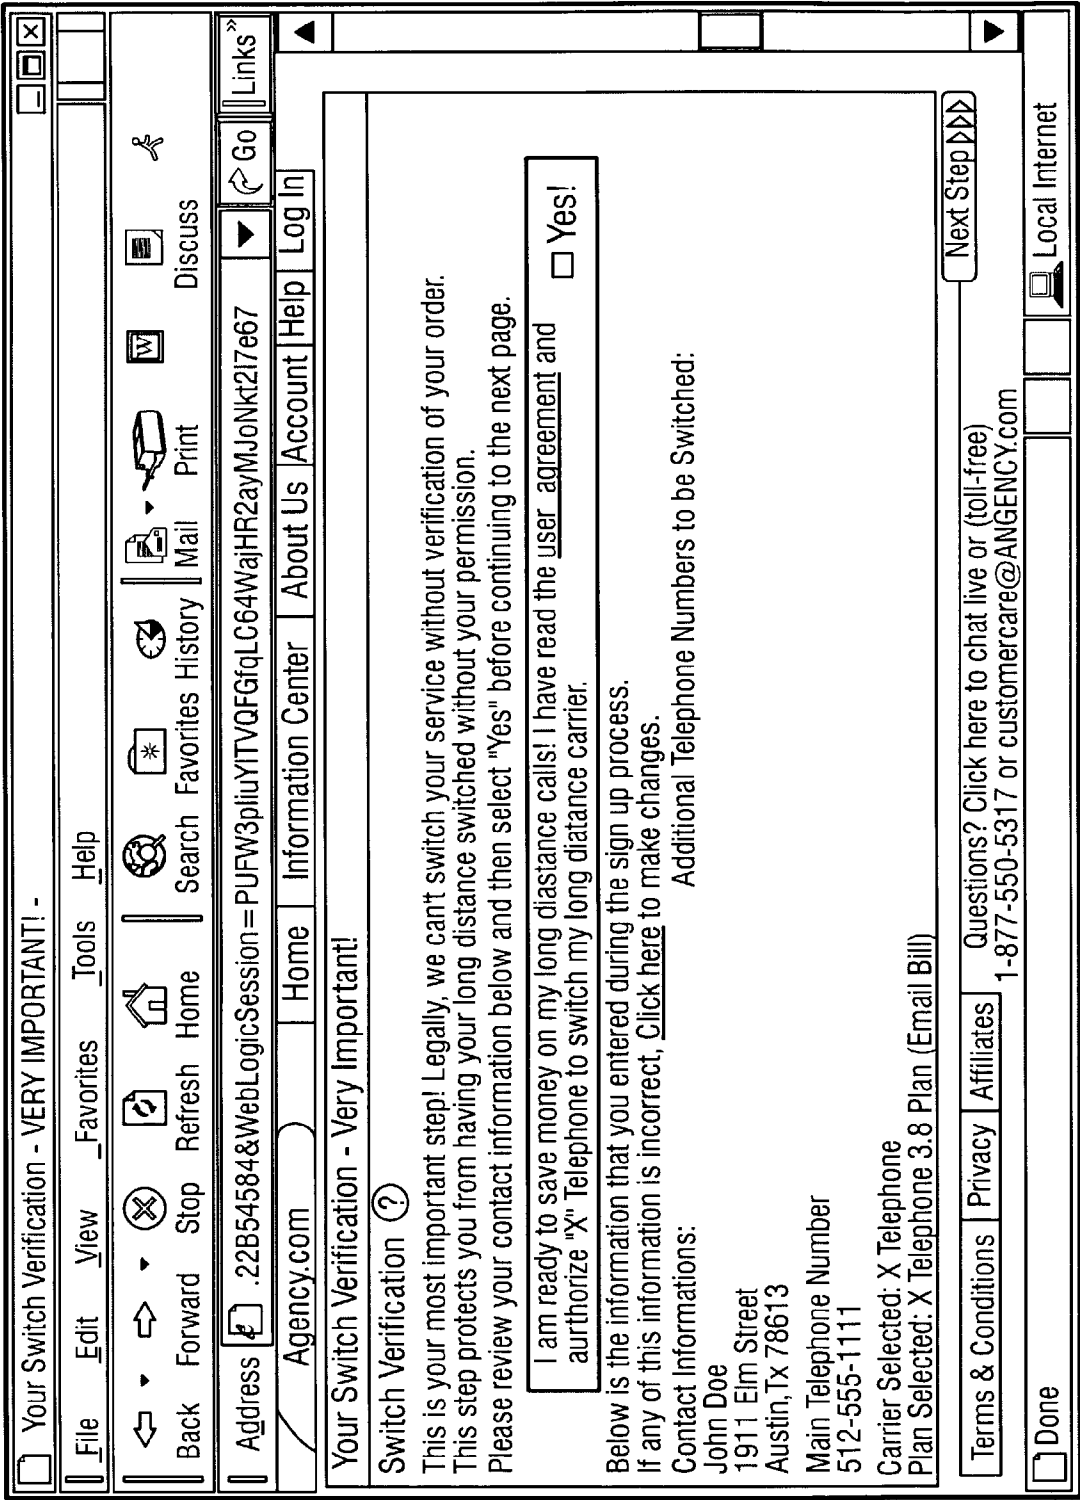 Your Switch Verification - VERY IMPORTANT! -
File Edit View Favorites Tools Help
Back Forward Stop Refresh Home Search Favorites History Mail Print Discuss
W
Address .22B54584&WebLogicSession=PUFW3pliuYlTVQFGfqLC64WajHR2ayMJoNkt2l7e67 Go Links»
Agency.com Home Information Center About Us Account Help Log In
Your Switch Verification - Very Important!
Switch Verification ?
This is your most important step! Legally, we can't switch your service without verification of your order.
This step protects you from having your long distance switched without your permission.
Please review your contact information below and then select "Yes" before continuing to the next page.
I am ready to save money on my long diastance calls! I have read the user agreement and
aurthorize "X" Telephone to switch my long diatance carrier.
Yes!
Below is the information that you entered during the sign up process.
If any of this information is incorrect, Click here to make changes.
Contact Informations:
John Doe
1911 Elm Street
Austin,Tx 78613
Additional Telephone Numbers to be Switched:
Main Telephone Number
512-555-1111
Carrier Selected: X Telephone
Plan Selected: X Telephone 3.8 Plan (Email Bill)
Next Step
Terms & Conditions Privacy Affiliates
Questions? Click here to chat live or (toll-free)
1-877-550-5317 or customercare@ANGENCY.com
Done Local Internet